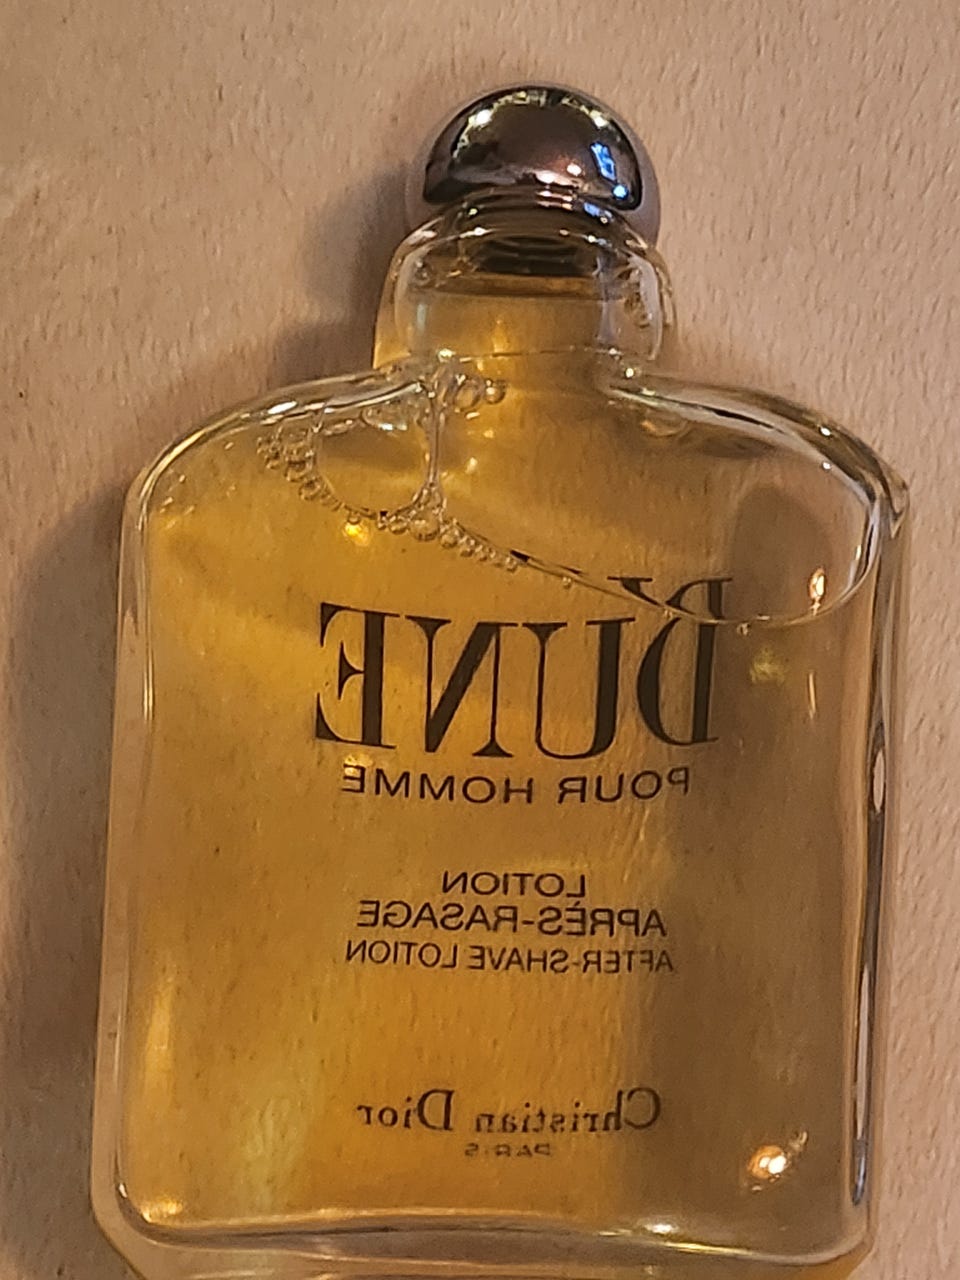 DUNE
POUR HOMME
LOTION
APRÈS-RASAGE
AFTER-SHAVE LOTION
Christian Dior
PARIS